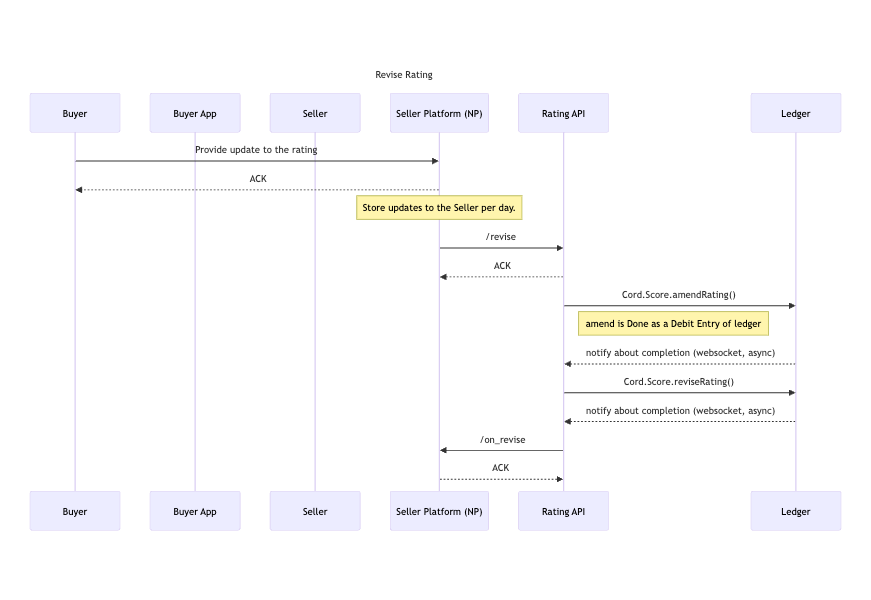 Revise Rating
Buyer
Buyer App
Seller
Seller Platform (NP)
Rating API
Ledger
Provide update to the rating
ACK
Store updates to the Seller per day.
/revise
ACK
Cord.Score.amendRating()
amend is Done as a Debit Entry of ledger
notify about completion (websocket, async)
Cord.Score.reviseRating()
notify about completion (websocket, async)
/on_revise
ACK
Buyer
Buyer App
Seller
Seller Platform (NP)
Rating API
Ledger